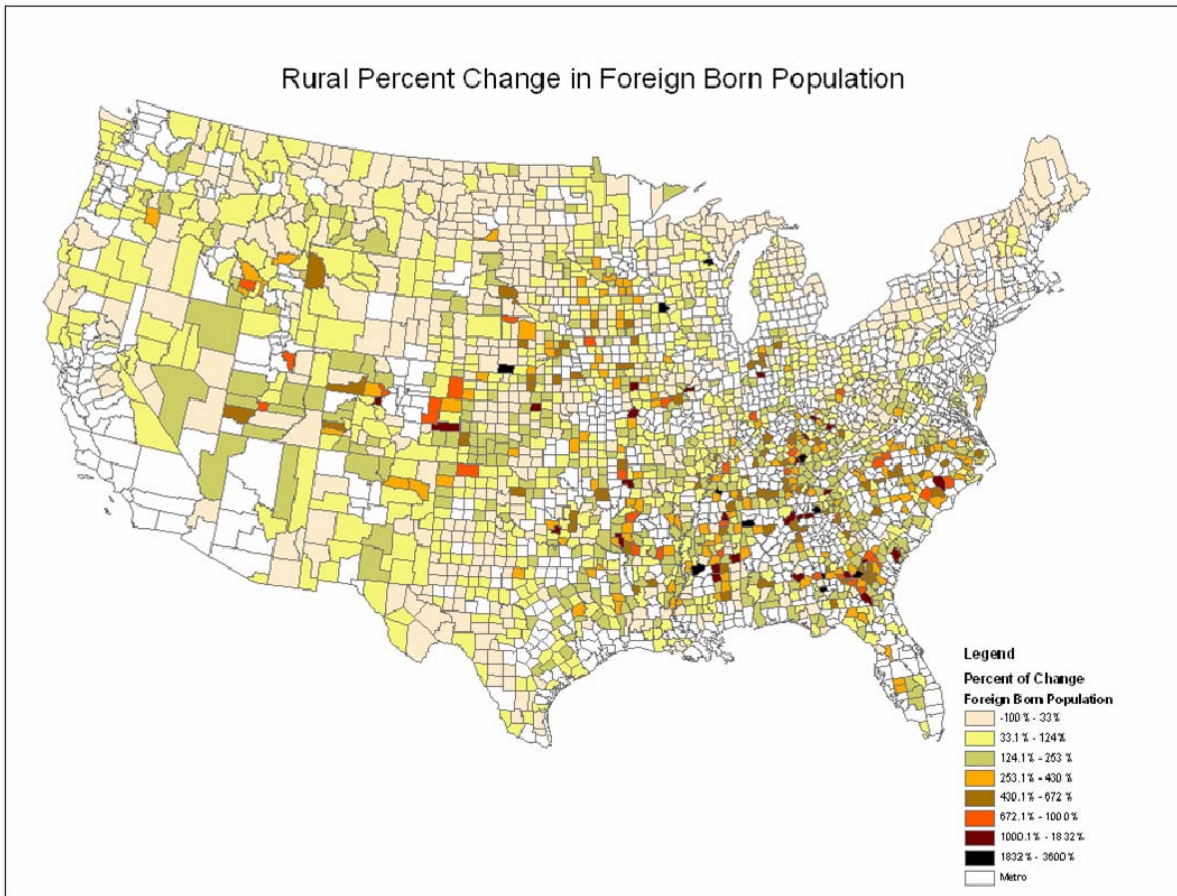 Rural Percent Change in Foreign Born Population
Legend
Percent of Change
Foreign Born Population
-100% - 33%
33.1% - 124%
124.1% - 253 %
253.1% - 430 %
430.1% - 672 %
672.1% - 1000%
1000.1% - 1832%
1832% - 3600%
Metro